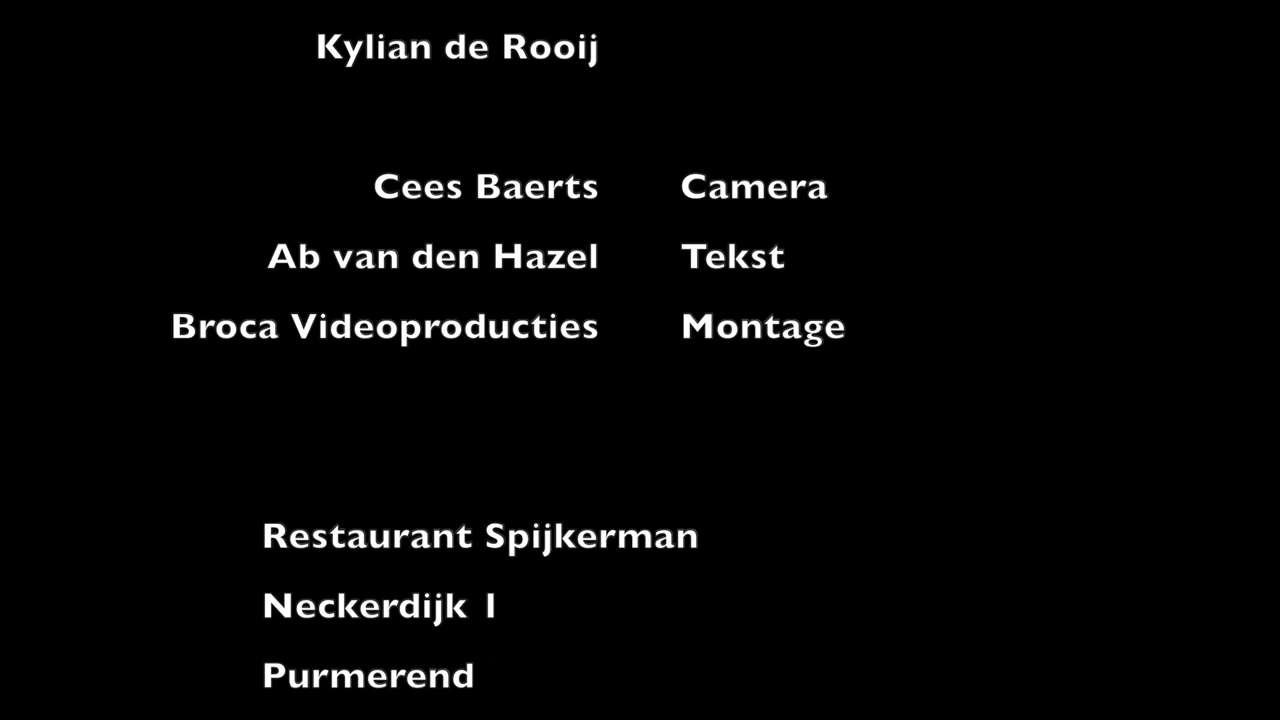 Kylian de Rooij
Cees Baerts Camera
Ab van den Hazel Tekst
Broca Videoproducties Montage
Restaurant Spijkerman
Neckerdijk 1
Purmerend